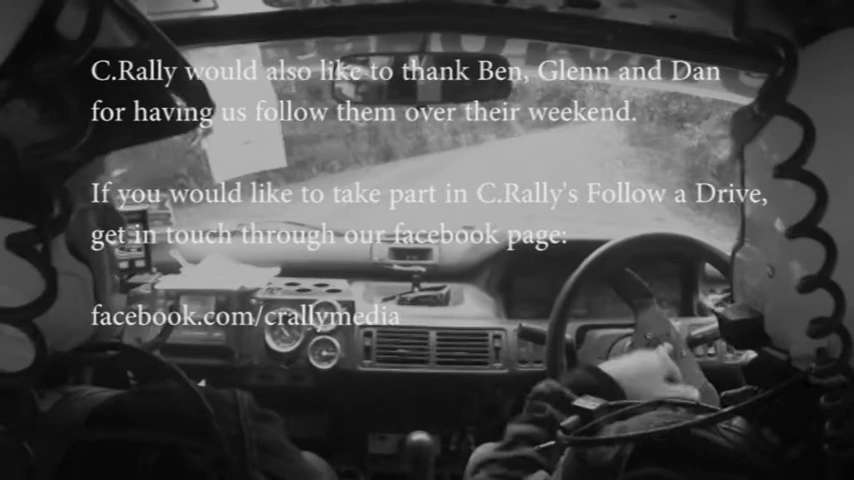 C.Rally would also like to thank Ben, Glenn and Dan
for having us follow them over their weekend.
If you would like to take part in C.Rally's Follow a Drive,
get in touch through our facebook page:
facebook.com/crallymedia